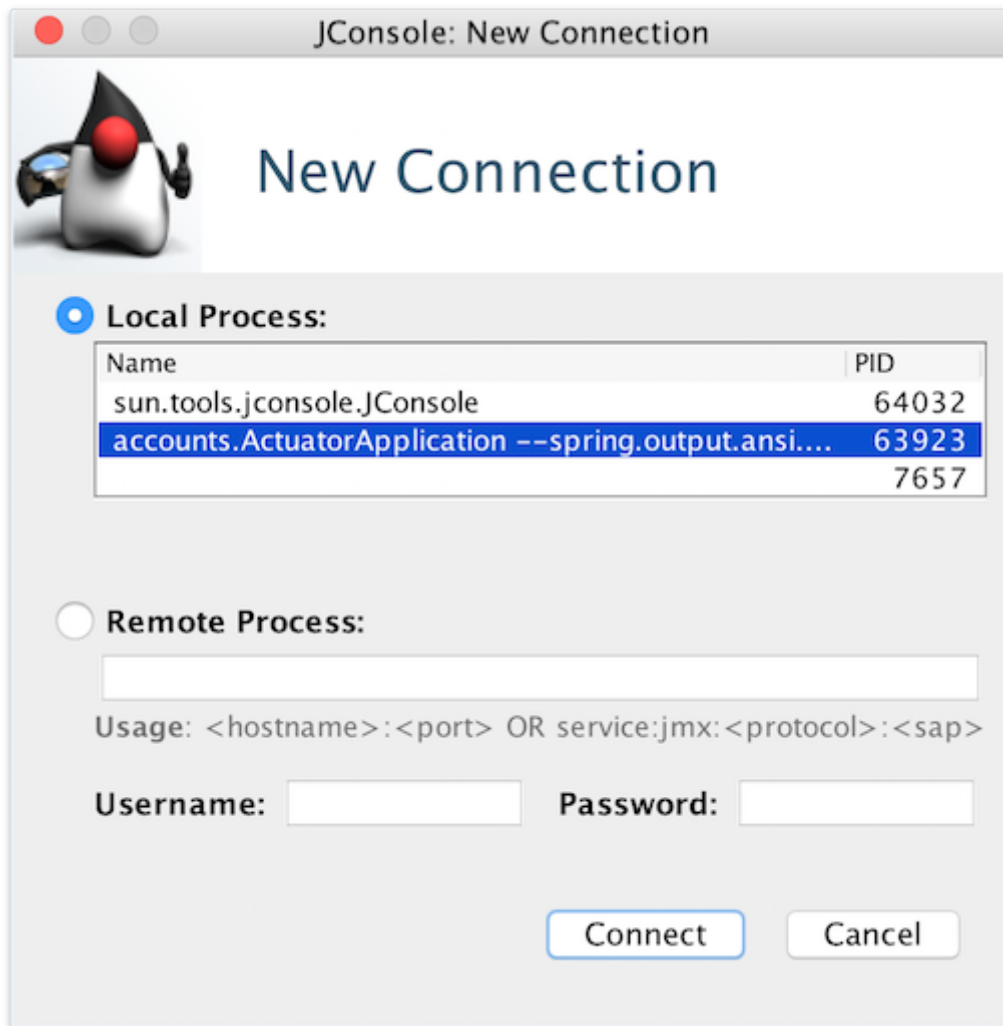 JConsole: New Connection
New Connection
Local Process:
Name PID
sun.tools.jconsole.JConsole 64032
accounts.ActuatorApplication --spring.output.ansi.... 63923
7657
Remote Process:
Usage: <hostname>:<port> OR service:jmx:<protocol>:<sap>
Username: Password:
Connect Cancel